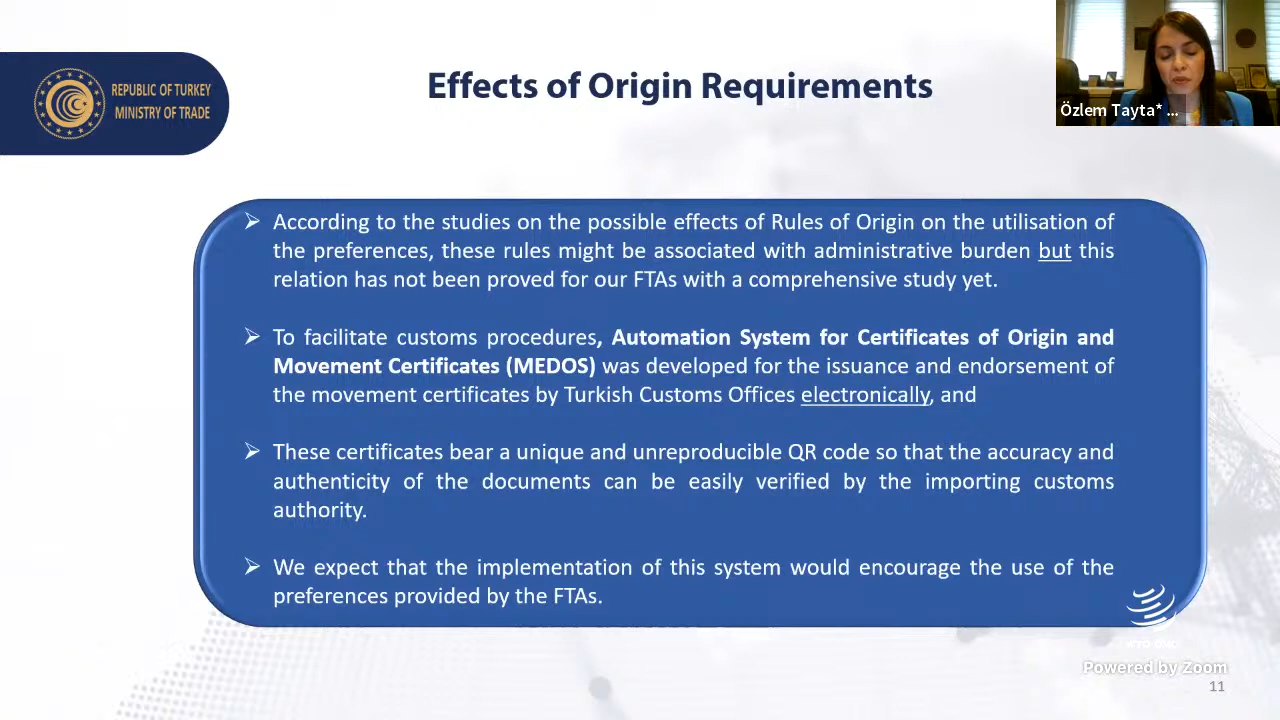 REPUBLIC OF TURKEY
MINISTRY OF TRADE
Effects of Origin Requirements
Özlem Tayta* ...
➢ According to the studies on the possible effects of Rules of Origin on the utilisation of
the preferences, these rules might be associated with administrative burden but this
relation has not been proved for our FTAs with a comprehensive study yet.
➢ To facilitate customs procedures, Automation System for Certificates of Origin and
Movement Certificates (MEDOS) was developed for the issuance and endorsement of
the movement certificates by Turkish Customs Offices electronically, and
➢ These certificates bear a unique and unreproducible QR code so that the accuracy and
authenticity of the documents can be easily verified by the importing customs
authority.
➢ We expect that the implementation of this system would encourage the use of the
preferences provided by the FTAs.
WTO OMC
Powered by Zoom
11